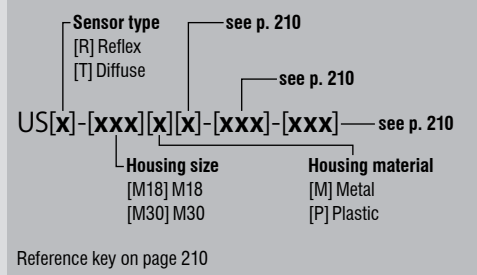 Sensor type
[R] Reflex
[T] Diffuse
see p. 210
see p. 210
US[x]-[xxx][x][x]-[xxx]-[xxx] see p. 210
Housing size
[M18] M18
[M30] M30
Housing material
[M] Metal
[P] Plastic
Reference key on page 210